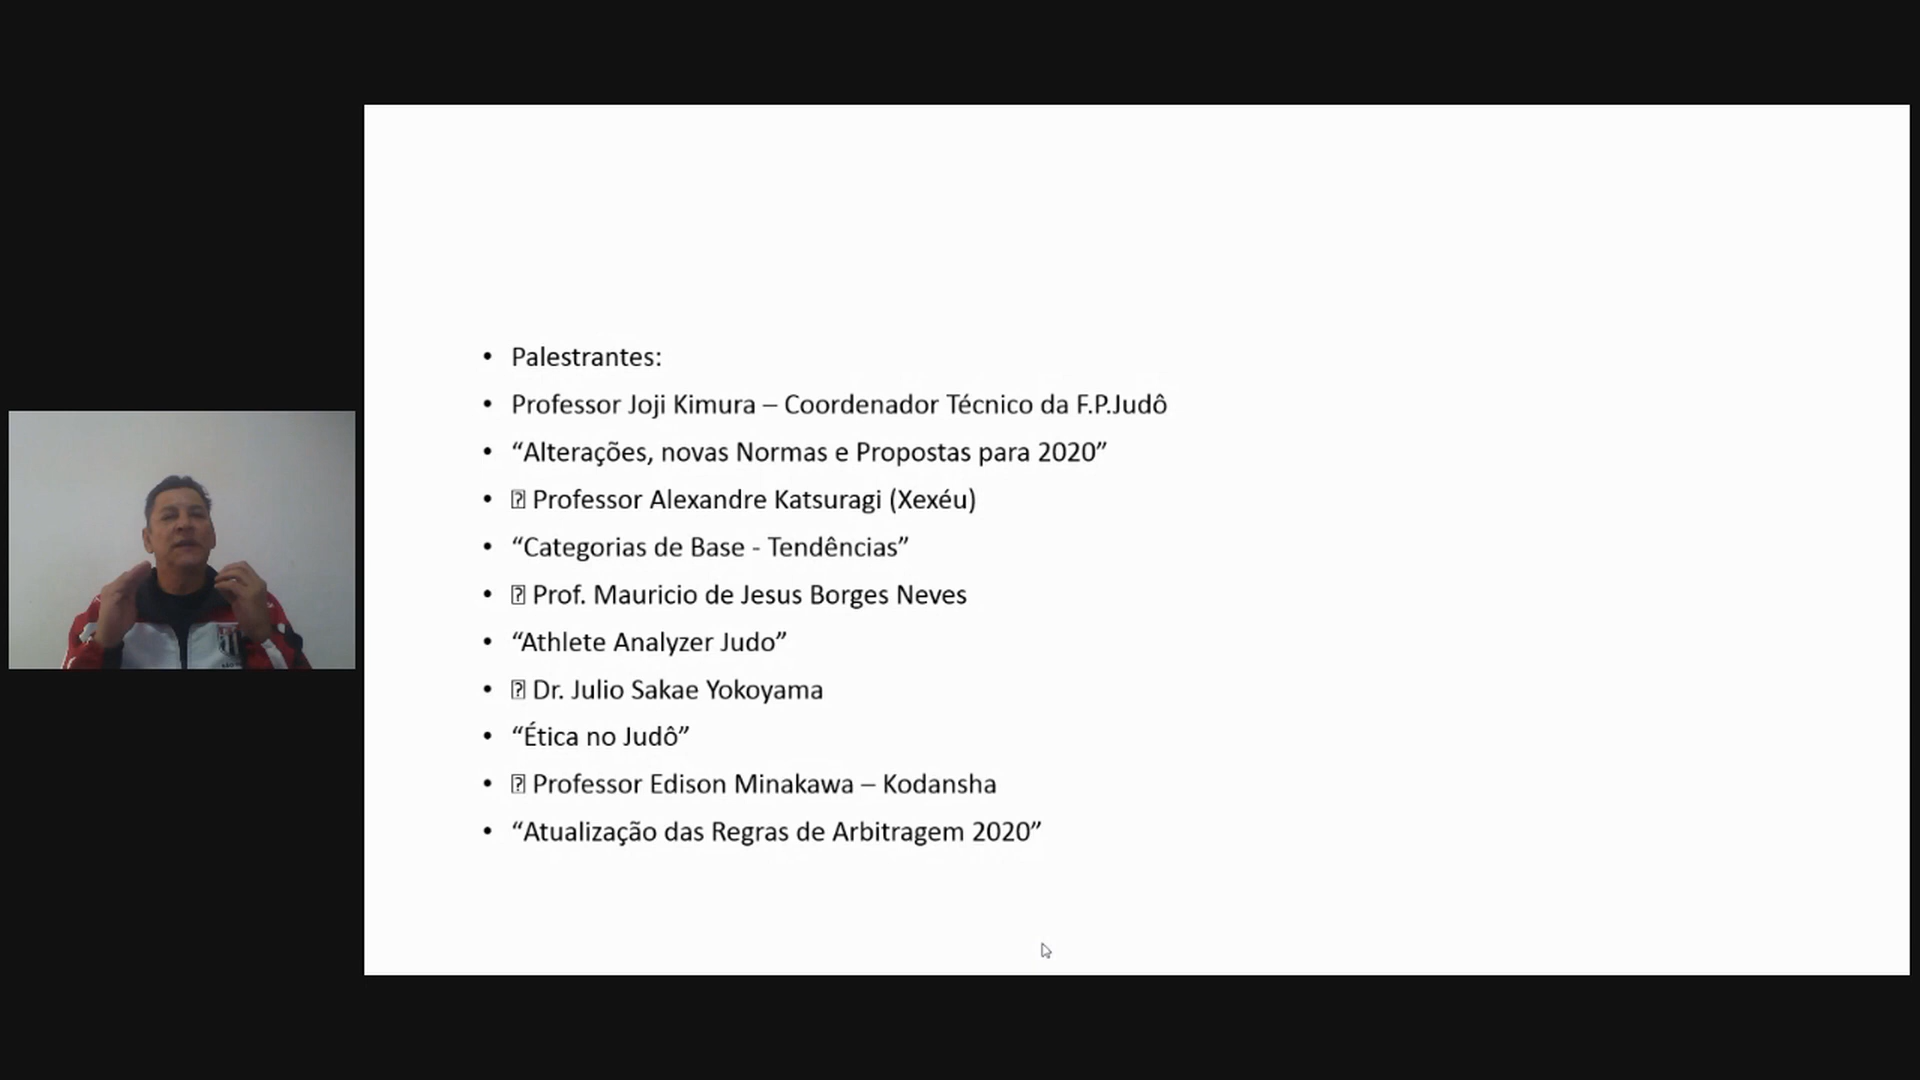 • Palestrantes:
• Professor Joji Kimura – Coordenador Técnico da F.P.Judô
• “Alterações, novas Normas e Propostas para 2020”
• ⍰ Professor Alexandre Katsuragi (Xexéu)
• “Categorias de Base - Tendências”
• ⍰ Prof. Mauricio de Jesus Borges Neves
• “Athlete Analyzer Judo”
• ⍰ Dr. Julio Sakae Yokoyama
• “Ética no Judô”
• ⍰ Professor Edison Minakawa – Kodansha
• “Atualização das Regras de Arbitragem 2020”